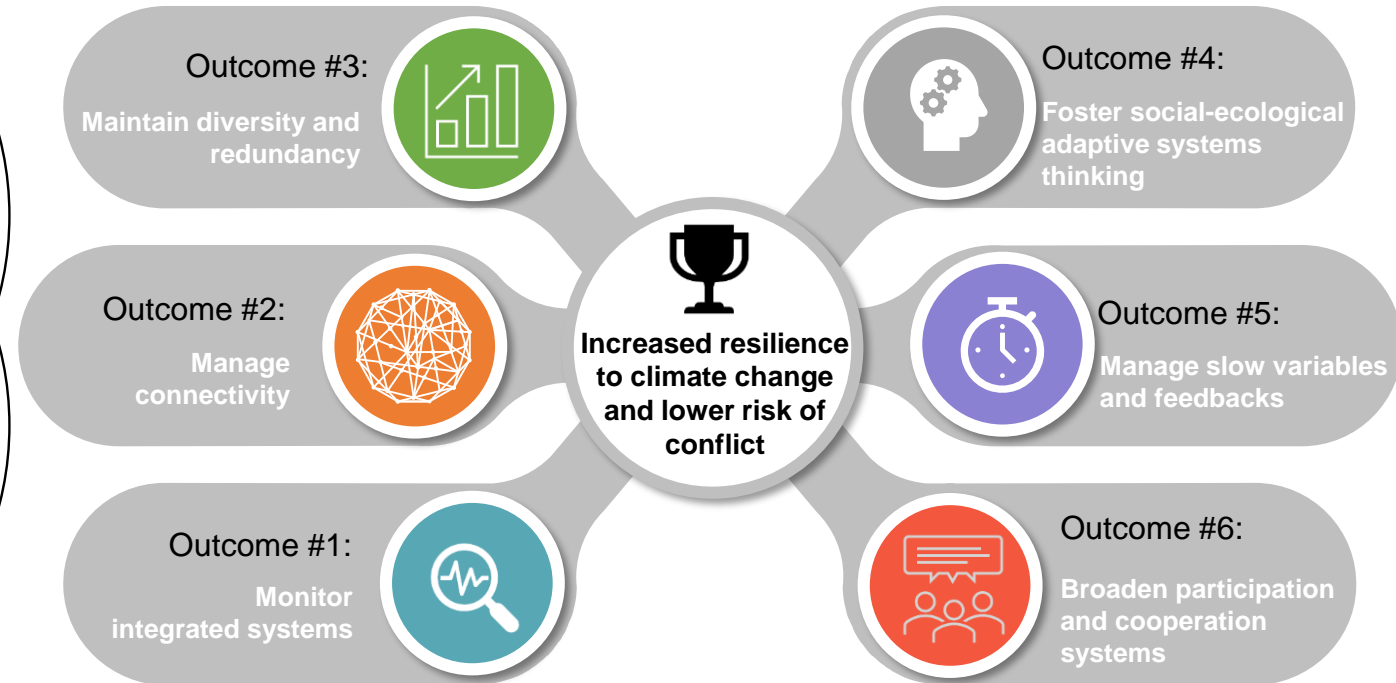 Outcome #3:
Maintain diversity and
redundancy
Outcome #2:
Manage
connectivity
Outcome #1:
Monitor
integrated systems
Increased resilience
to climate change
and lower risk of
conflict
Outcome #4:
Foster social-ecological
adaptive systems
thinking
Outcome #5:
Manage slow variables
and feedbacks
Outcome #6:
Broaden participation
and cooperation
systems